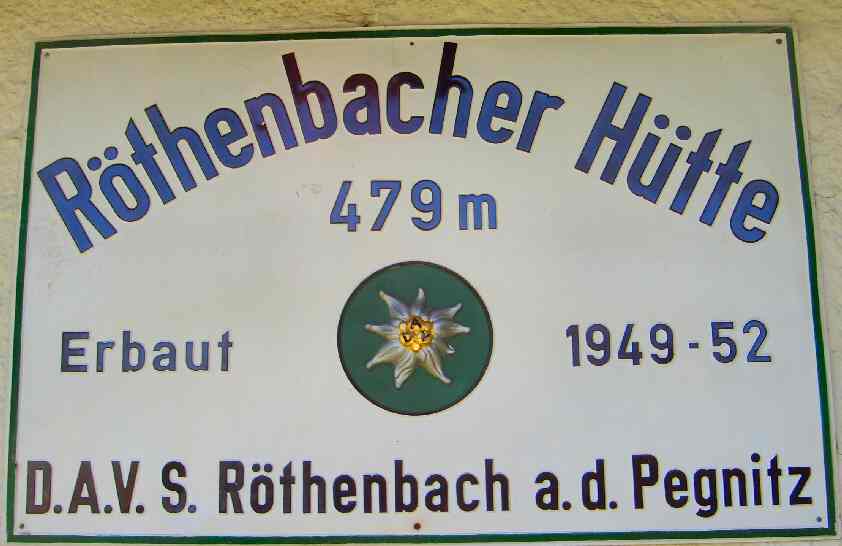 Röthenbacher Hütte
479 m
Erbaut 1949 - 52
D.A.V. S. Röthenbach a.d. Pegnitz